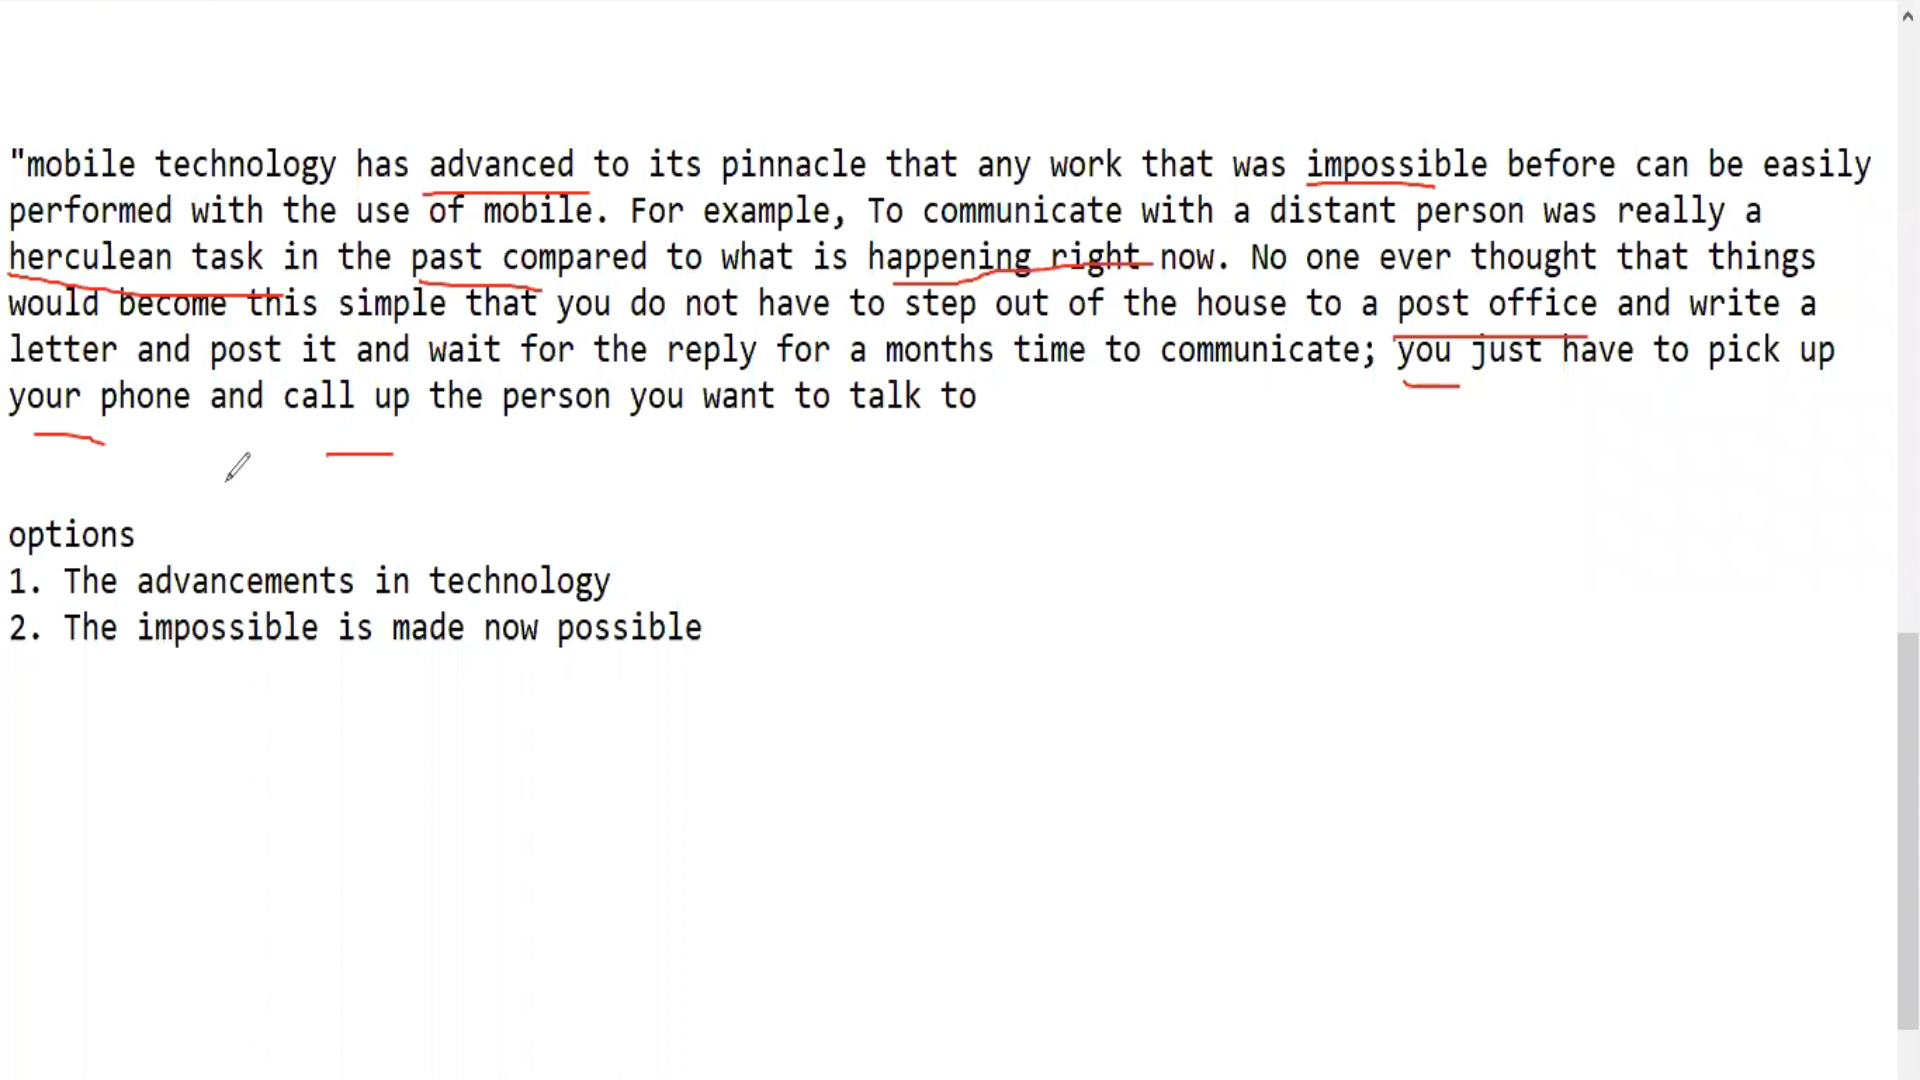 "mobile technology has advanced to its pinnacle that any work that was impossible before can be easily
performed with the use of mobile. For example, To communicate with a distant person was really a
herculean task in the past compared to what is happening right now. No one ever thought that things
would become this simple that you do not have to step out of the house to a post office and write a
letter and post it and wait for the reply for a months time to communicate; you just have to pick up
your phone and call up the person you want to talk to
options
1. The advancements in technology
2. The impossible is made now possible